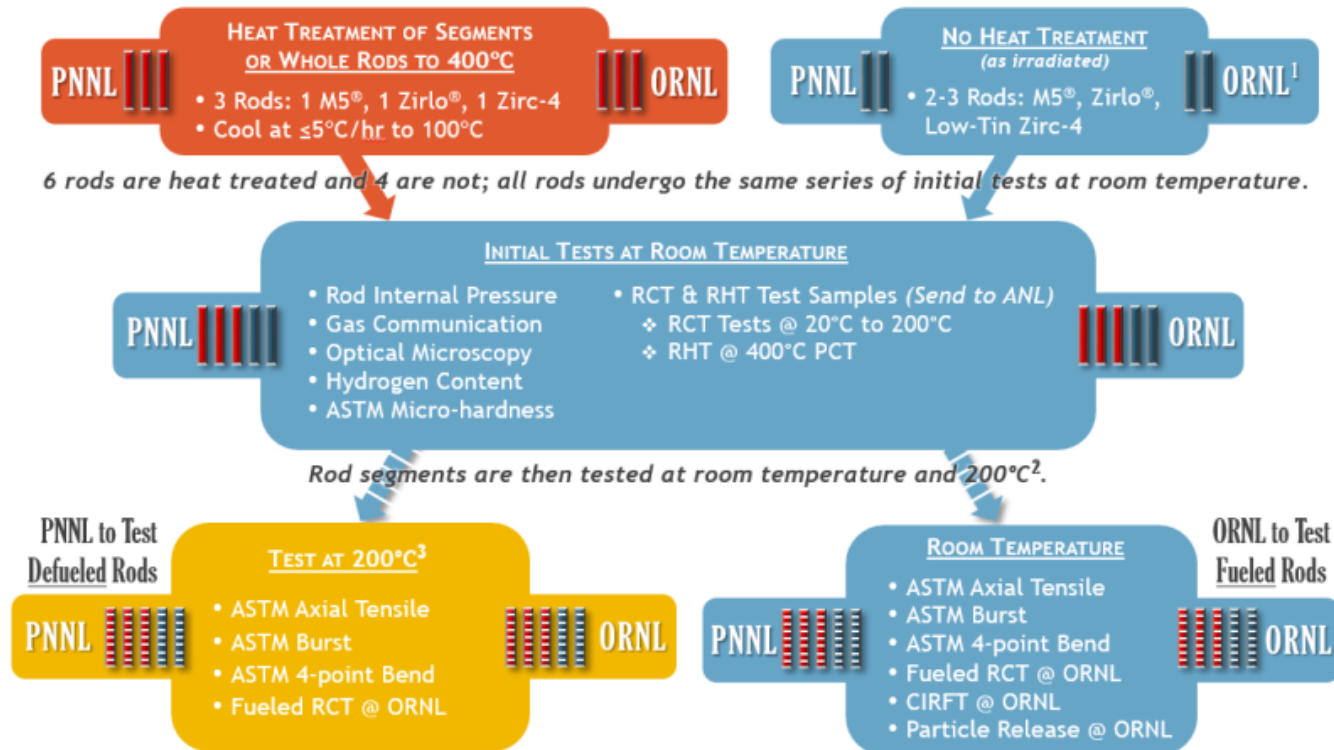 HEAT TREATMENT OF SEGMENTS
OR WHOLE RODS TO 400°C
PNNL
ORNL
• 3 Rods: 1 M5®, 1 Zirlo®, 1 Zirc-4
• Cool at ≤5°C/hr to 100°C
NO HEAT TREATMENT
(as irradiated)
PNNL
ORNL¹
• 2-3 Rods: M5®, Zirlo®,
Low-Tin Zirc-4
6 rods are heat treated and 4 are not; all rods undergo the same series of initial tests at room temperature.
INITIAL TESTS AT ROOM TEMPERATURE
PNNL
• Rod Internal Pressure
• Gas Communication
• Optical Microscopy
• Hydrogen Content
• ASTM Micro-hardness
• RCT & RHT Test Samples (Send to ANL)
❖ RCT Tests @ 20°C to 200°C
❖ RHT @ 400°C PCT
ORNL
Rod segments are then tested at room temperature and 200°C².
PNNL to Test
Defueled Rods
TEST AT 200°C³
PNNL
• ASTM Axial Tensile
• ASTM Burst
• ASTM 4-point Bend
• Fueled RCT @ ORNL
ORNL
ROOM TEMPERATURE
ORNL to Test
Fueled Rods
PNNL
• ASTM Axial Tensile
• ASTM Burst
• ASTM 4-point Bend
• Fueled RCT @ ORNL
• CIRFT @ ORNL
• Particle Release @ ORNL
ORNL